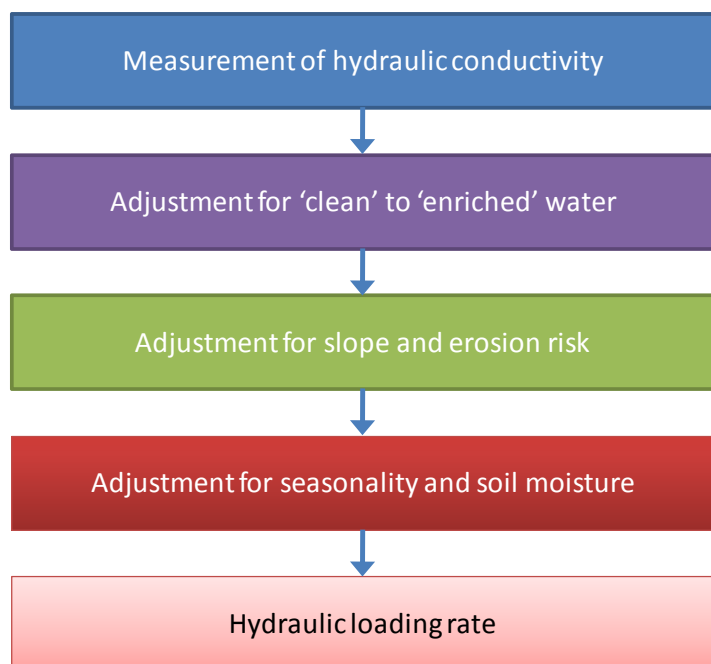 Measurement of hydraulic conductivity
Adjustment for ‘clean’ to ‘enriched’ water
Adjustment for slope and erosion risk
Adjustment for seasonality and soil moisture
Hydraulic loading rate